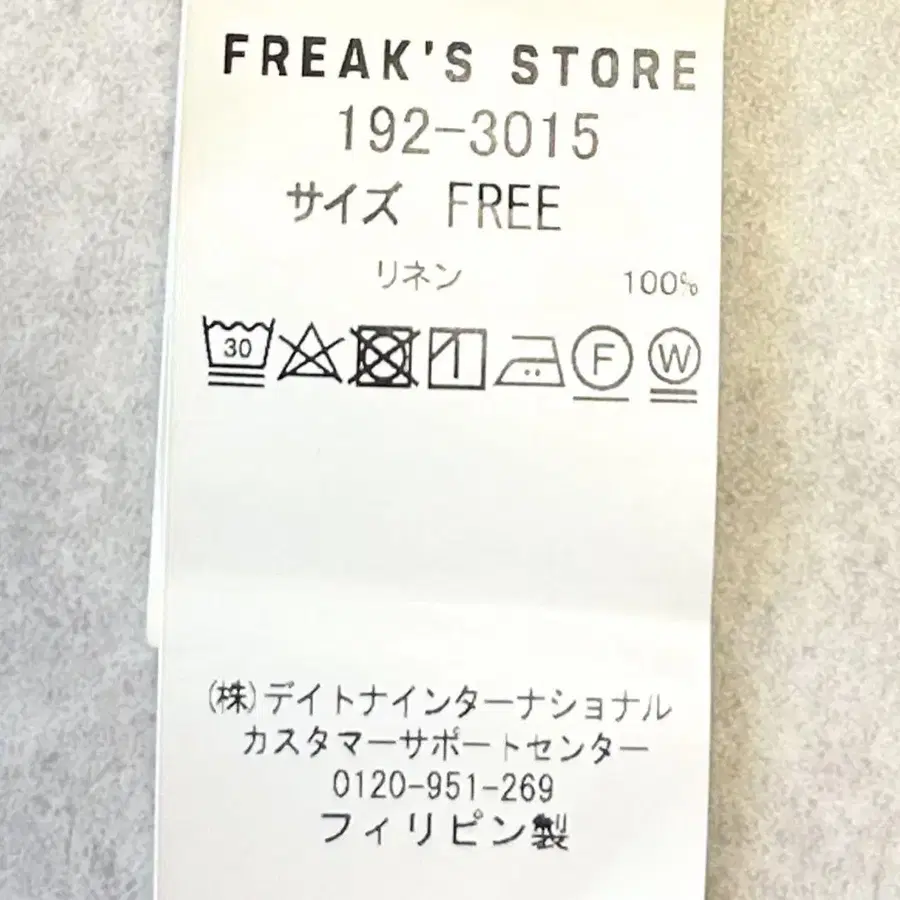 FREAK'S STORE
192-3015
サイズ FREE
リネン 100%
30
F W
(株)デイトナインターナショナル
カスタマーサポートセンター
0120-951-269
フィリピン製